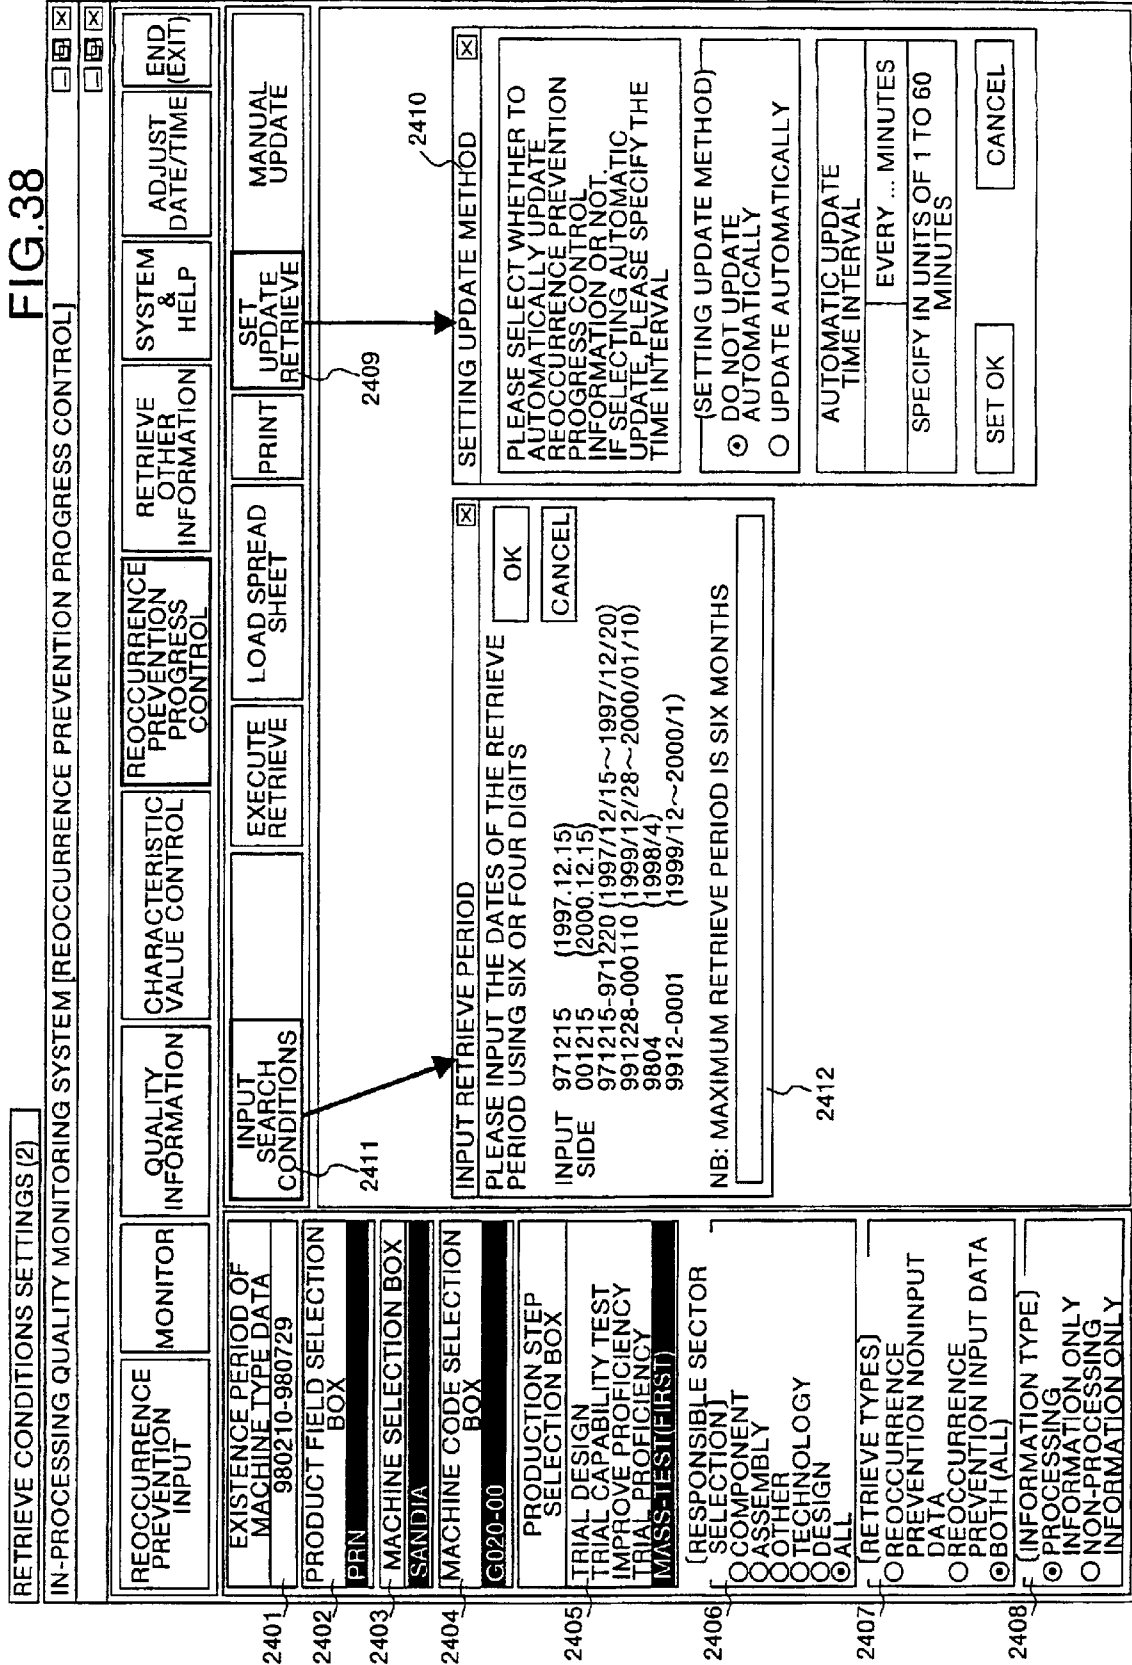 FIG.38
RETRIEVE CONDITIONS SETTINGS (2)
IN-PROCESSING QUALITY MONITORING SYSTEM [REOCCURRENCE PREVENTION PROGRESS CONTROL]
REOCCURRENCE
PREVENTION
INPUT
MONITOR
QUALITY
INFORMATION
CHARACTERISTIC
VALUE CONTROL
REOCCURRENCE
PREVENTION
PROGRESS
CONTROL
RETRIEVE
OTHER
INFORMATION
SYSTEM
&
HELP
ADJUST
DATE/TIME
END
(EXIT)
INPUT
SEARCH
CONDITIONS
EXECUTE
RETRIEVE
LOAD SPREAD
SHEET
PRINT
SET
UPDATE
RETRIEVE
MANUAL
UPDATE
2411
2409
2401
EXISTENCE PERIOD OF
MACHINE TYPE DATA
980210-980729
2402
PRODUCT FIELD SELECTION
BOX
PRN
2403
MACHINE SELECTION BOX
SANDIA
2404
MACHINE CODE SELECTION
BOX
G020-00
2405
PRODUCTION STEP
SELECTION BOX
TRIAL DESIGN
TRIAL CAPABILITY TEST
IMPROVE PROFICIENCY
TRIAL PROFICIENCY
MASS-TEST(FIRST)
2406
[RESPONSIBLE SECTOR
SELECTION]
COMPONENT
ASSEMBLY
OTHER
TECHNOLOGY
DESIGN
ALL
2407
[RETRIEVE TYPES]
REOCCURRENCE
PREVENTION NONINPUT
DATA
REOCCURRENCE
PREVENTION INPUT DATA
BOTH (ALL)
2408
[INFORMATION TYPE]
PROCESSING
INFORMATION ONLY
NON-PROCESSING
INFORMATION ONLY
INPUT RETRIEVE PERIOD
PLEASE INPUT THE DATES OF THE RETRIEVE
PERIOD USING SIX OR FOUR DIGITS
OK
CANCEL
INPUT SIDE 971215 (1997.12.15)
001215 (2000.12.15)
971215-971220 (1997/12/15~1997/12/20)
991228-000110 (1999/12/28~2000/01/10)
9804 (1998/4)
9912-0001 (1999/12~2000/1)
NB: MAXIMUM RETRIEVE PERIOD IS SIX MONTHS
2412
2410
SETTING UPDATE METHOD
PLEASE SELECT WHETHER TO
AUTOMATICALLY UPDATE
REOCCURRENCE PREVENTION
PROGRESS CONTROL
INFORMATION OR NOT.
IF SELECTING AUTOMATIC
UPDATE, PLEASE SPECIFY THE
TIME INTERVAL
(SETTING UPDATE METHOD)
DO NOT UPDATE
AUTOMATICALLY
UPDATE AUTOMATICALLY
AUTOMATIC UPDATE
TIME INTERVAL
EVERY ... MINUTES
SPECIFY IN UNITS OF 1 TO 60
MINUTES
SET OK
CANCEL